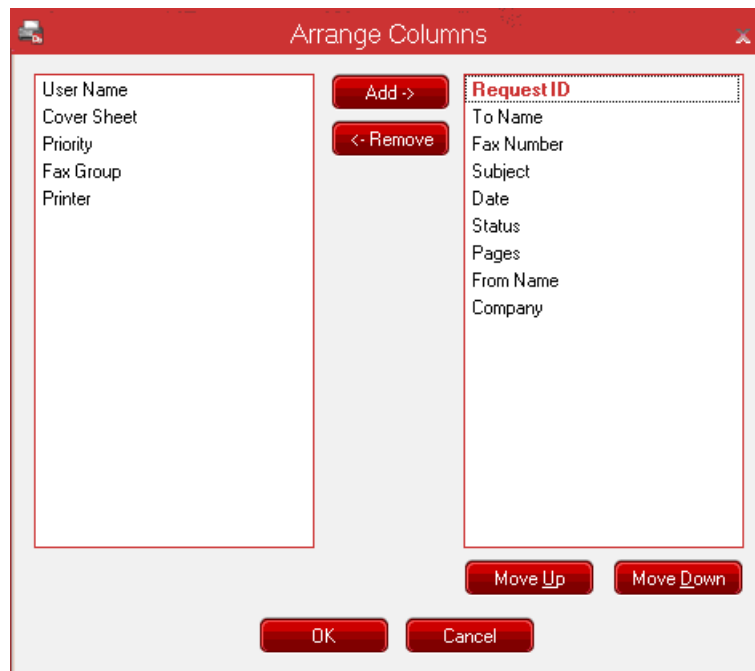 Arrange Columns
User Name
Cover Sheet
Priority
Fax Group
Printer
Add ->
<- Remove
Request ID
To Name
Fax Number
Subject
Date
Status
Pages
From Name
Company
Move Up
Move Down
OK
Cancel